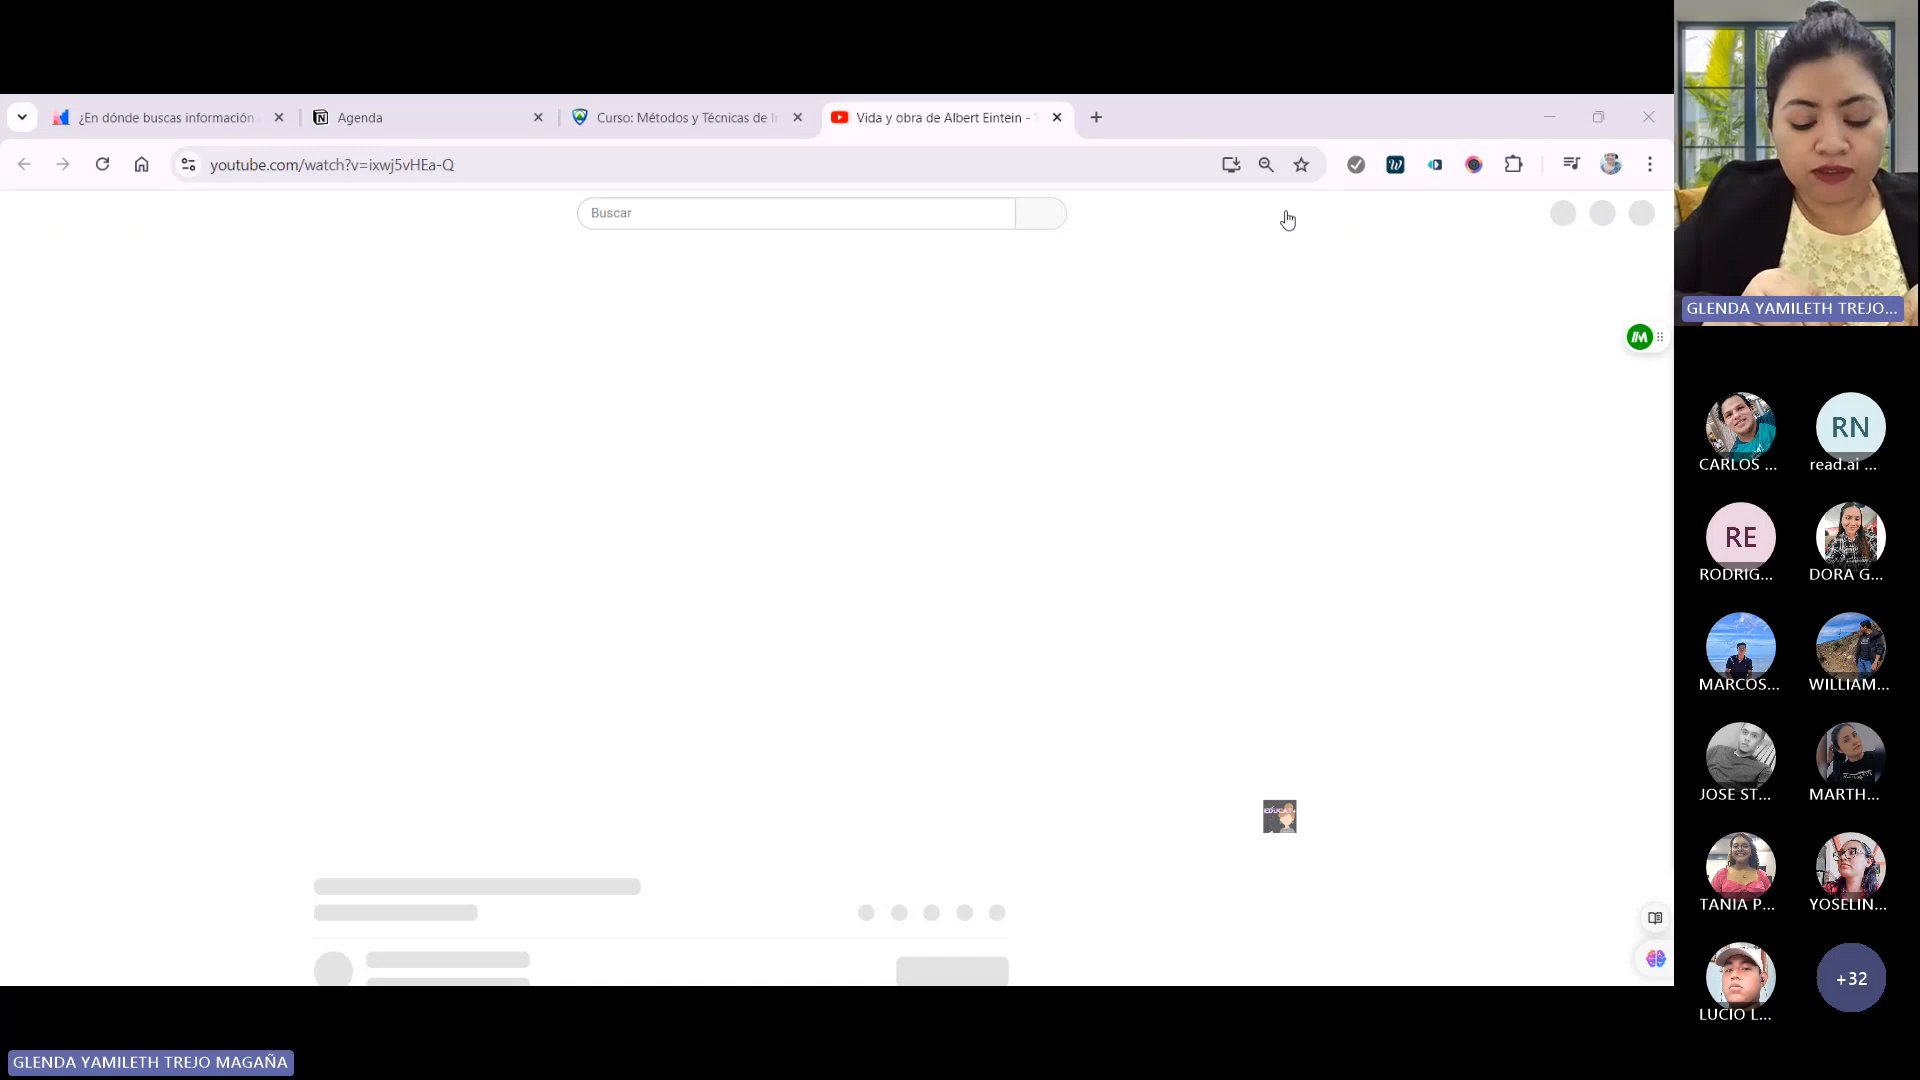 ¿En dónde buscas información
Agenda
Curso: Métodos y Técnicas de In
Vida y obra de Albert Eintein -
youtube.com/watch?v=ixwj5vHEa-Q
Buscar
EDUCAT
GLENDA YAMILETH TREJO...
CARLOS ...
RN
read.ai ...
RE
RODRIG...
DORA G...
MARCOS...
WILLIAM...
JOSE ST...
MARTH...
TANIA P...
YOSELIN...
LUCIO L...
+32
GLENDA YAMILETH TREJO MAGAÑA